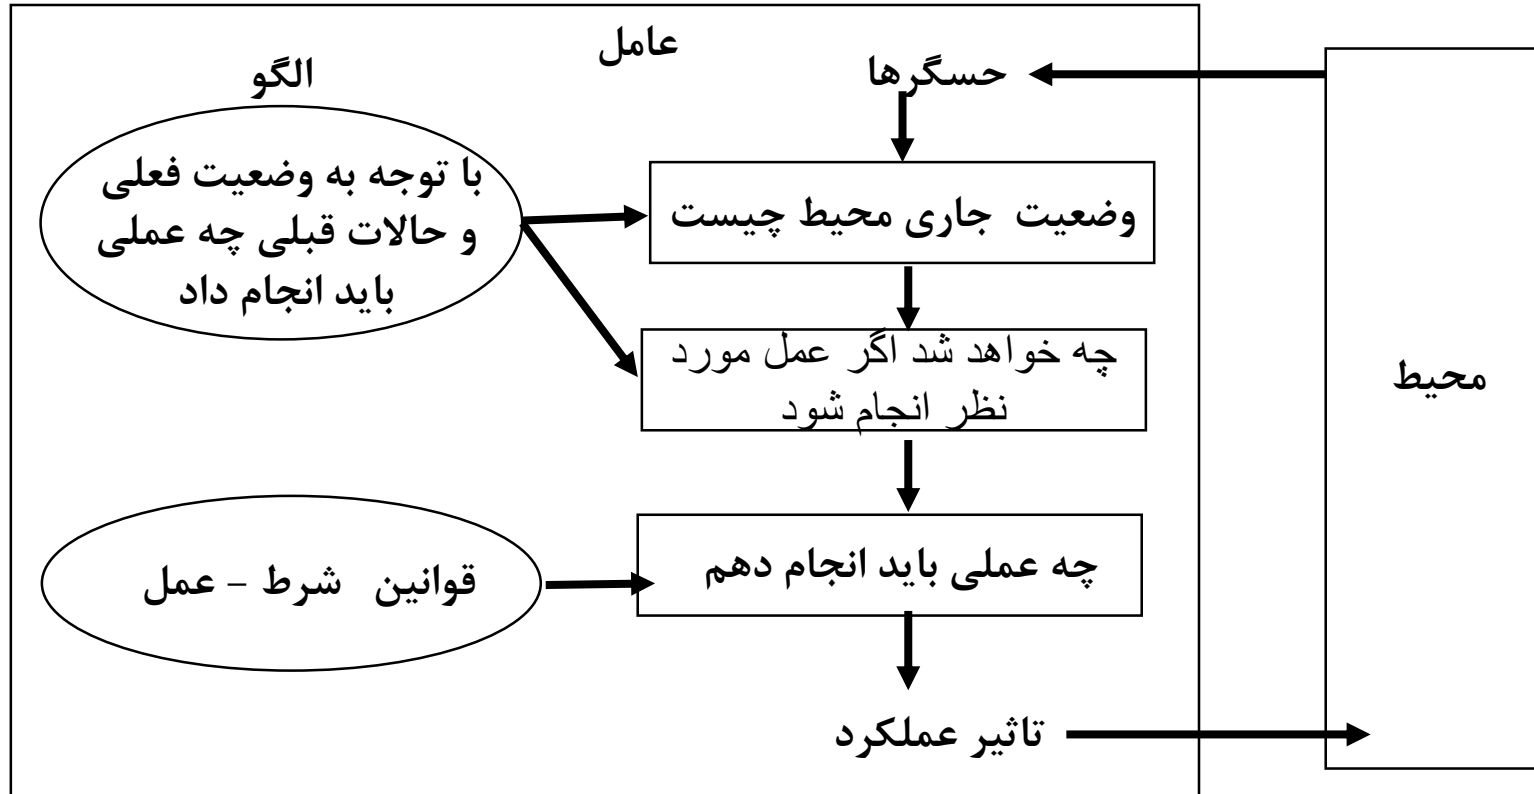 عامل
الگو
حسگرها
با توجه به وضعیت فعلی
و حالات قبلی چه عملی
باید انجام داد
وضعیت جاری محیط چیست
چه خواهد شد اگر عمل مورد
نظر انجام شود
محیط
قوانین شرط – عمل
چه عملی باید انجام دهم
تاثیر عملکرد